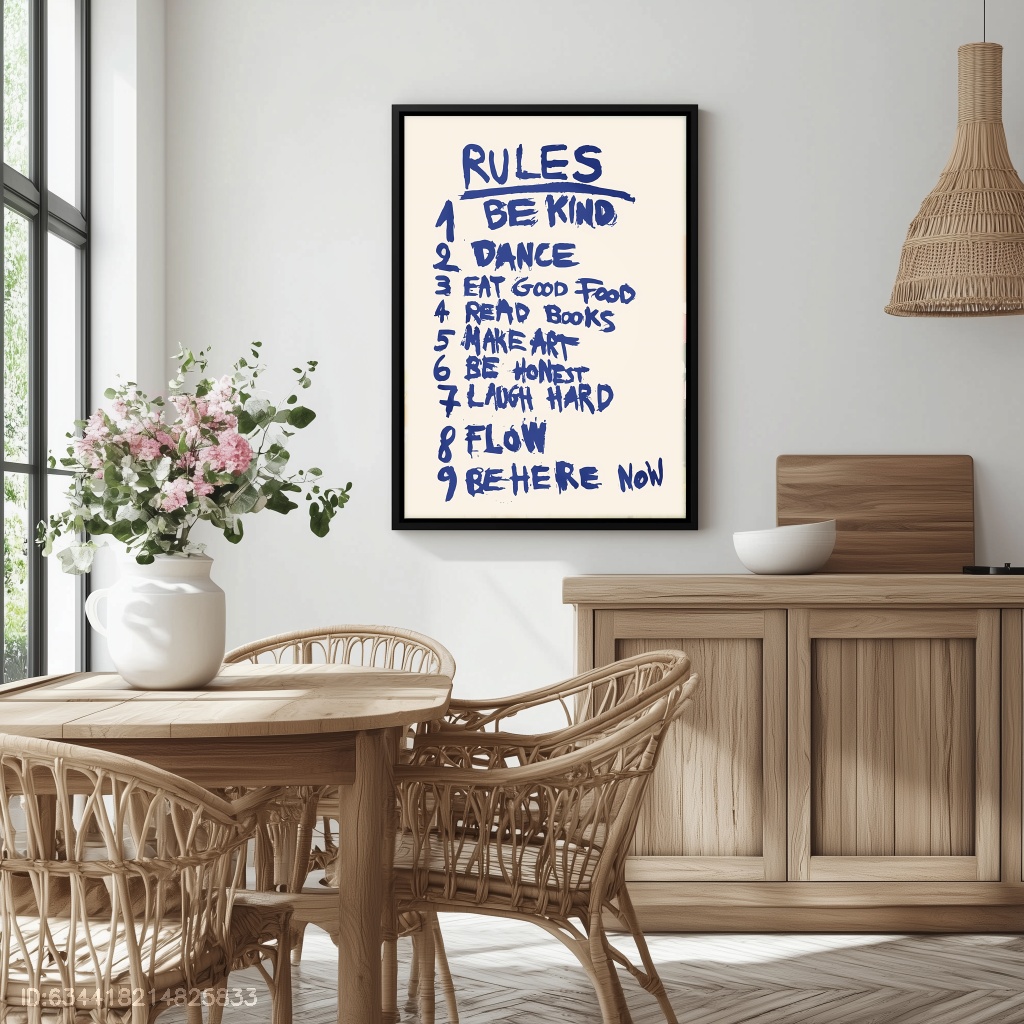 RULES
1 BE KIND
2 DANCE
3 EAT GOOD FOOD
4 READ BOOKS
5 MAKE ART
6 BE HONEST
7 LAUGH HARD
8 FLOW
9 BE HERE NOW
ID:634418214825833